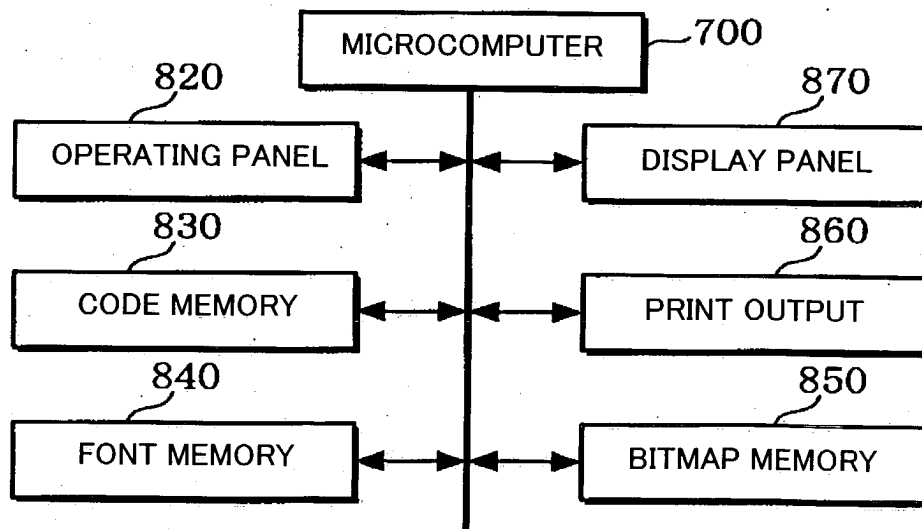 MICROCOMPUTER
700
820
OPERATING PANEL
870
DISPLAY PANEL
830
CODE MEMORY
860
PRINT OUTPUT
840
FONT MEMORY
850
BITMAP MEMORY